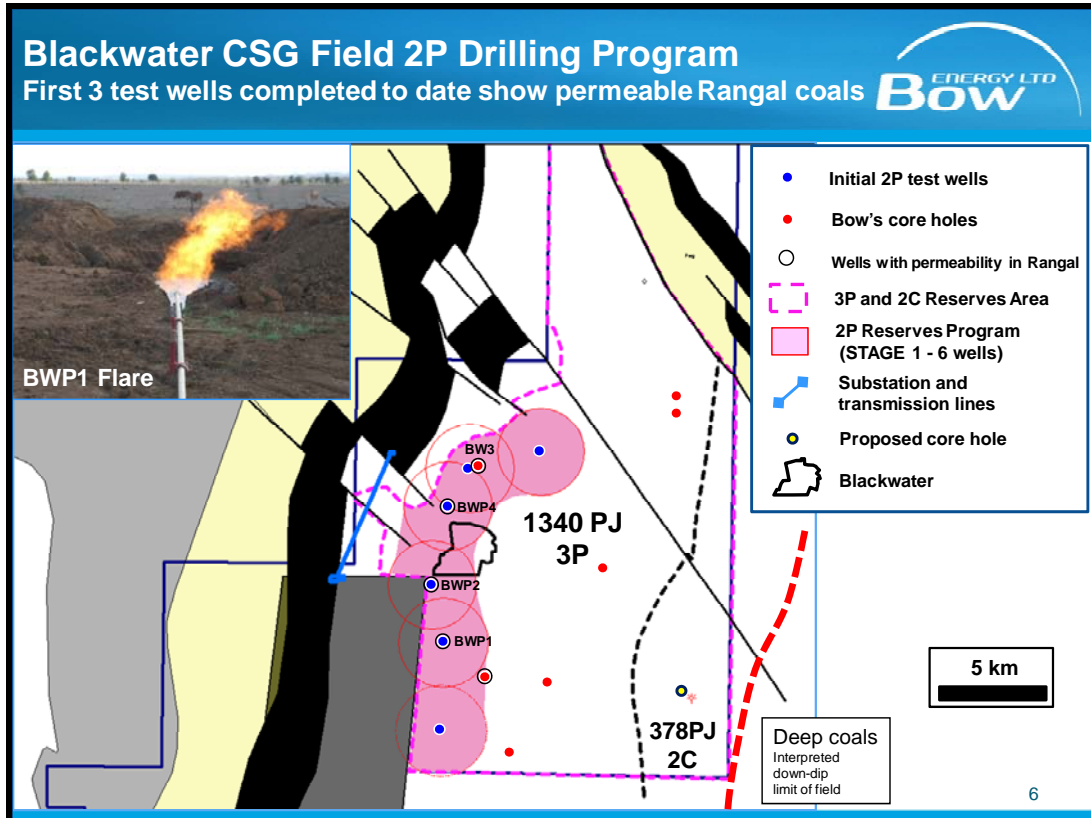 Blackwater CSG Field 2P Drilling Program
First 3 test wells completed to date show permeable Rangal coals
BOW ENERGY LTD
BWP1 Flare
Initial 2P test wells
Bow's core holes
Wells with permeability in Rangal
3P and 2C Reserves Area
2P Reserves Program
(STAGE 1 - 6 wells)
Substation and
transmission lines
Proposed core hole
Blackwater
BW3
BWP4
1340 PJ
3P
BWP2
BWP1
5 km
378PJ
2C
Deep coals
Interpreted
down-dip
limit of field
6